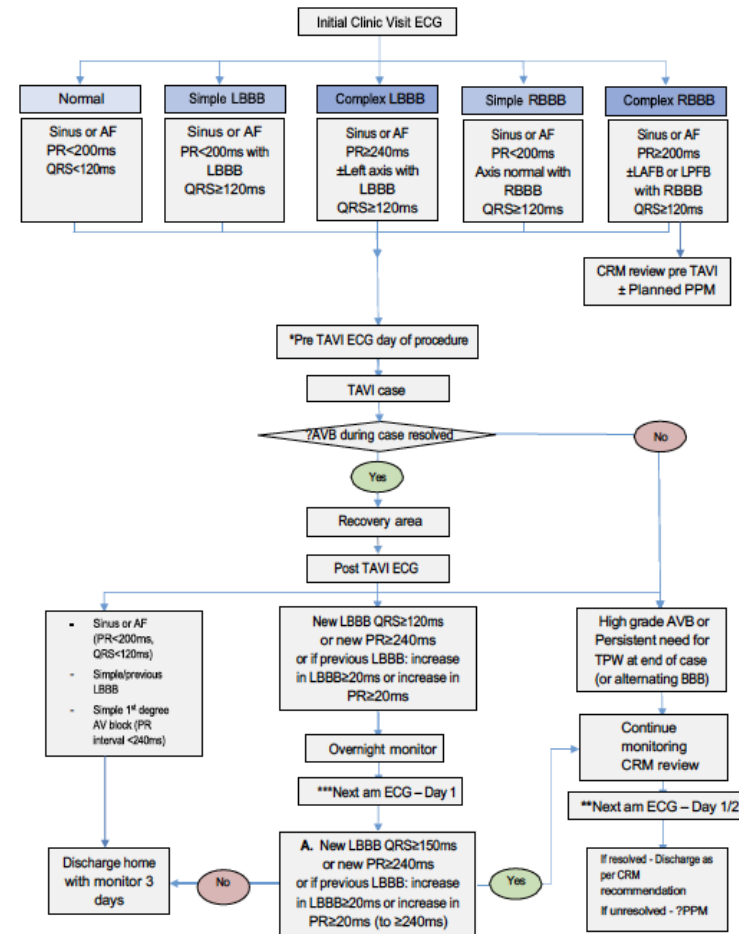 Initial Clinic Visit ECG
Normal
Sinus or AF
PR<200ms
QRS<120ms
Simple LBBB
Sinus or AF
PR<200ms with
LBBB
QRS≥120ms
Complex LBBB
Sinus or AF
PR≥240ms
±Left axis with
LBBB
QRS≥120ms
Simple RBBB
Sinus or AF
PR<200ms
Axis normal with
RBBB
QRS≥120ms
Complex RBBB
Sinus or AF
PR≥200ms
±LAFB or LPFB
with RBBB
QRS≥120ms
CRM review pre TAVI
± Planned PPM
*Pre TAVI ECG day of procedure
TAVI case
?AVB during case resolved
No
Yes
Recovery area
Post TAVI ECG
- Sinus or AF
(PR<200ms,
QRS<120ms)
- Simple/previous
LBBB
- Simple 1st degree
AV block (PR
interval <240ms)
New LBBB QRS≥120ms
or new PR≥240ms
or if previous LBBB: increase
in LBBB≥20ms or increase in
PR≥20ms
High grade AVB or
Persistent need for
TPW at end of case
(or alternating BBB)
Overnight monitor
Continue
monitoring
CRM review
***Next am ECG – Day 1
**Next am ECG – Day 1/2
Discharge home
with monitor 3
days
No
A. New LBBB QRS≥150ms
or new PR≥240ms
or if previous LBBB: increase
in LBBB≥20ms or increase in
PR≥20ms (to ≥240ms)
Yes
If resolved - Discharge as
per CRM
recommendation
If unresolved - ?PPM